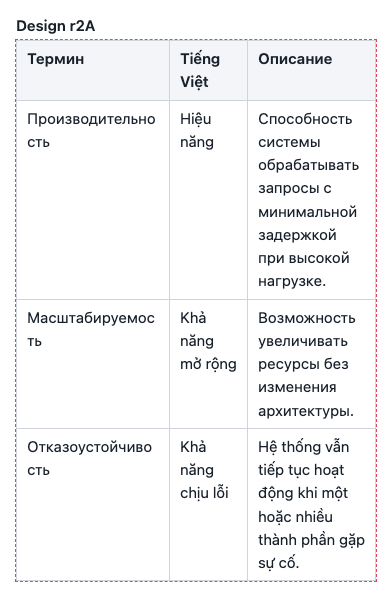 Design r2A
Термин
Tiếng
Việt
Описание
Производительно
сть
Hiệu
năng
Способность
системы
обрабатывать
запросы с
минимальной
задержкой
при высокой
нагрузке.
Масштабируемос
ть
Khả
năng
mở rộng
Возможность
увеличивать
ресурсы без
изменения
архитектуры.
Отказоустойчиво
сть
Khả
năng
chịu lỗi
Hệ thống vẫn
tiếp tục hoạt
động khi một
hoặc nhiều
thành phần gặp
sự cố.